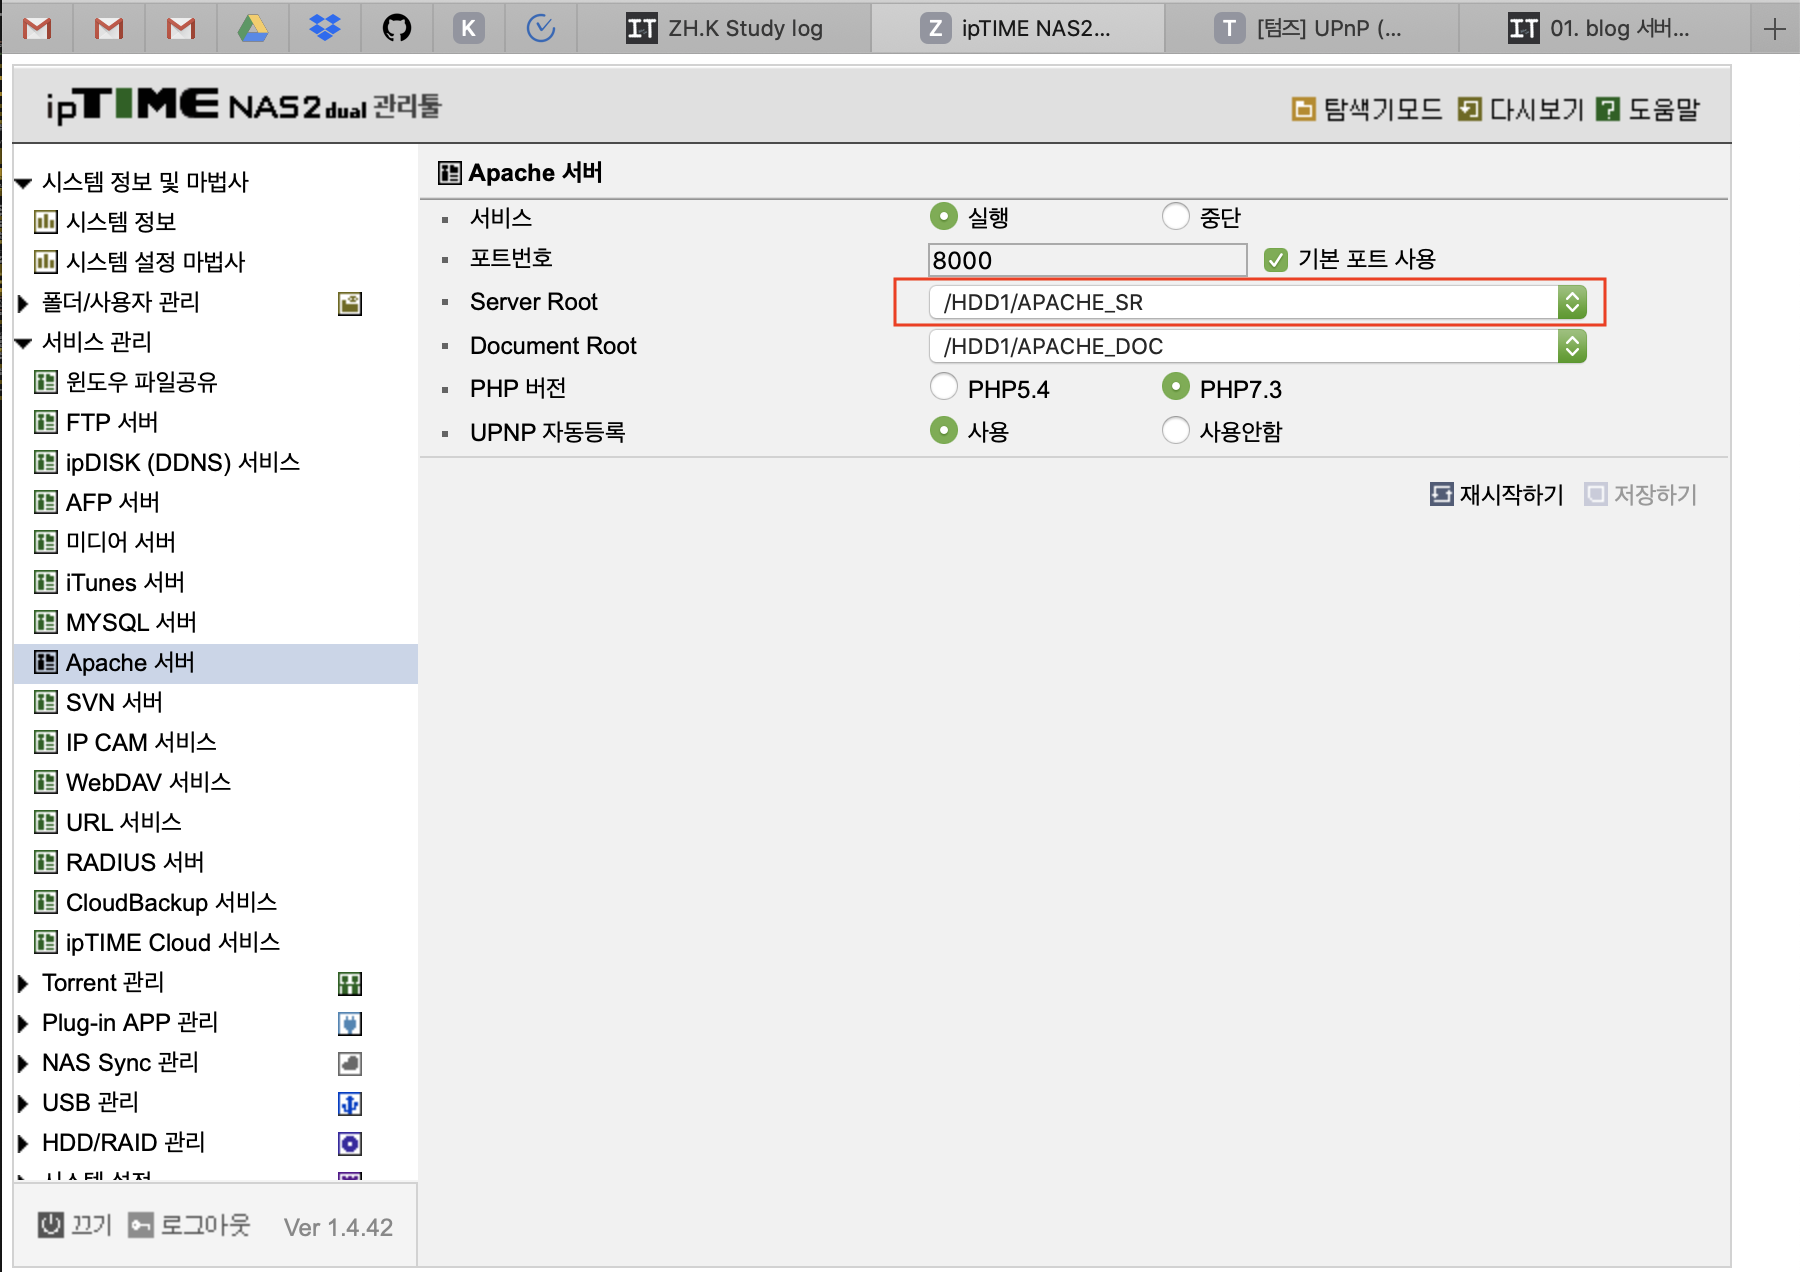 K
IT ZH.K Study log
Z ipTIME NAS2...
T [텀즈] UPnP (...
IT 01. blog 서버...
ipTIME NAS2dual 관리툴
탐색기모드 다시보기 ? 도움말
시스템 정보 및 마법사
시스템 정보
시스템 설정 마법사
폴더/사용자 관리
서비스 관리
윈도우 파일공유
FTP 서버
ipDISK (DDNS) 서비스
AFP 서버
미디어 서버
iTunes 서버
MYSQL 서버
Apache 서버
SVN 서버
IP CAM 서비스
WebDAV 서비스
URL 서비스
RADIUS 서버
CloudBackup 서비스
ipTIME Cloud 서비스
Torrent 관리
Plug-in APP 관리
NAS Sync 관리
USB 관리
HDD/RAID 관리
시스템 설정
끄기 로그아웃 Ver 1.4.42
Apache 서버
서비스 실행 중단
포트번호 8000 기본 포트 사용
Server Root /HDD1/APACHE_SR
Document Root /HDD1/APACHE_DOC
PHP 버전 PHP5.4 PHP7.3
UPNP 자동등록 사용 사용안함
재시작하기 저장하기